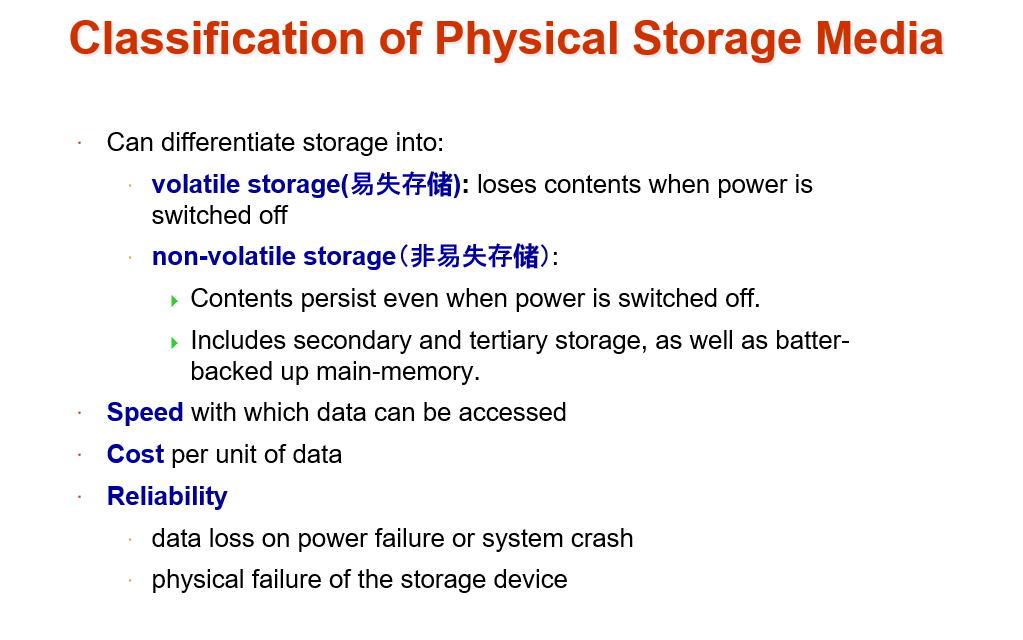 Classification of Physical Storage Media
· Can differentiate storage into:
· volatile storage(易失存储): loses contents when power is
switched off
· non-volatile storage（非易失存储）:
Contents persist even when power is switched off.
Includes secondary and tertiary storage, as well as batter-
backed up main-memory.
· Speed with which data can be accessed
· Cost per unit of data
· Reliability
· data loss on power failure or system crash
· physical failure of the storage device